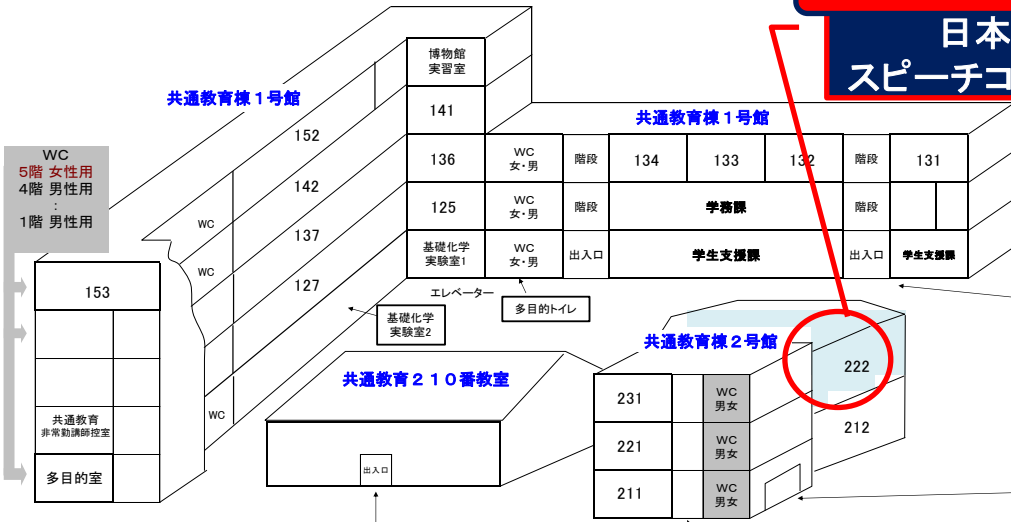 日本
スピーチコ
共通教育棟１号館
博物館
実習室
141
共通教育棟１号館
152
142
137
127
WC
5階 女性用
4階 男性用
：
1階 男性用
136
WC
女・男
階段
134
133
132
階段
131
125
WC
女・男
階段
学務課
階段
基礎化学
実験室1
WC
女・男
出入口
学生支援課
出入口
学生支援課
WC
WC
WC
エレベーター
多目的トイレ
基礎化学
実験室2
153
共通教育
非常勤講師控室
多目的室
共通教育２１０番教室
出入口
共通教育棟２号館
222
212
231
WC
男女
221
WC
男女
211
WC
男女